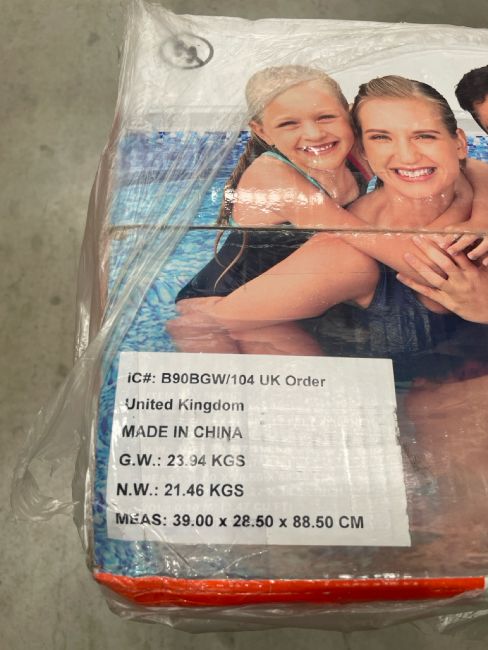 iC#: B90BGW/104 UK Order
United Kingdom
MADE IN CHINA
G.W.: 23.94 KGS
N.W.: 21.46 KGS
MEAS: 39.00 x 28.50 x 88.50 CM